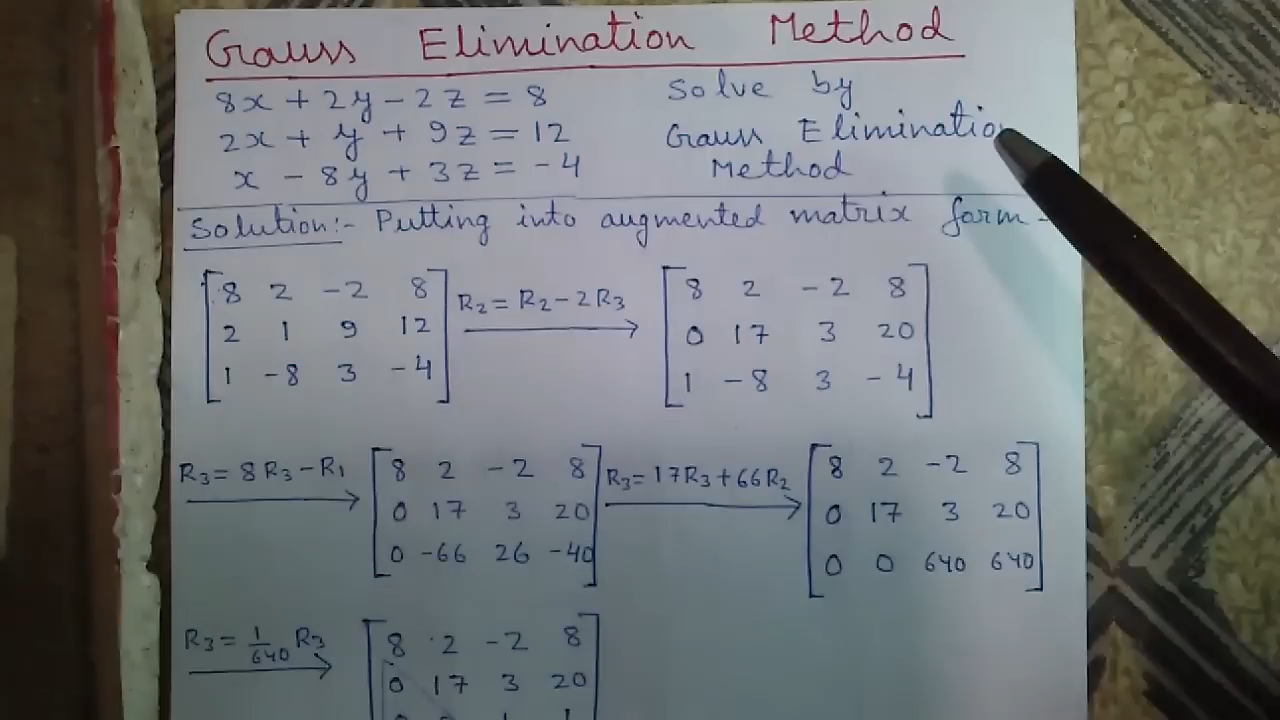 Gauss Elimination Method
8x + 2y - 2z = 8 Solve by
2x + y + 9z = 12 Gauss Elimination
x - 8y + 3z = -4 Method
Solution:- Putting into augmented matrix form -
8 2 -2 8 R2 = R2 - 2R3 8 2 -2 8
2 1 9 12 0 17 3 20
1 -8 3 -4 1 -8 3 -4
R3 = 8R3 - R1 8 2 -2 8 R3 = 17R3 + 66R2 8 2 -2 8
0 17 3 20 0 17 3 20
0 -66 26 -40 0 0 640 640
R3 = 1/640 R3 8 2 -2 8
0 17 3 20